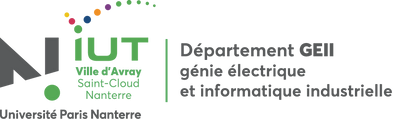 IUT
Ville d'Avray
Saint-Cloud
Nanterre
Université Paris Nanterre
Département GEII
génie électrique
et informatique industrielle